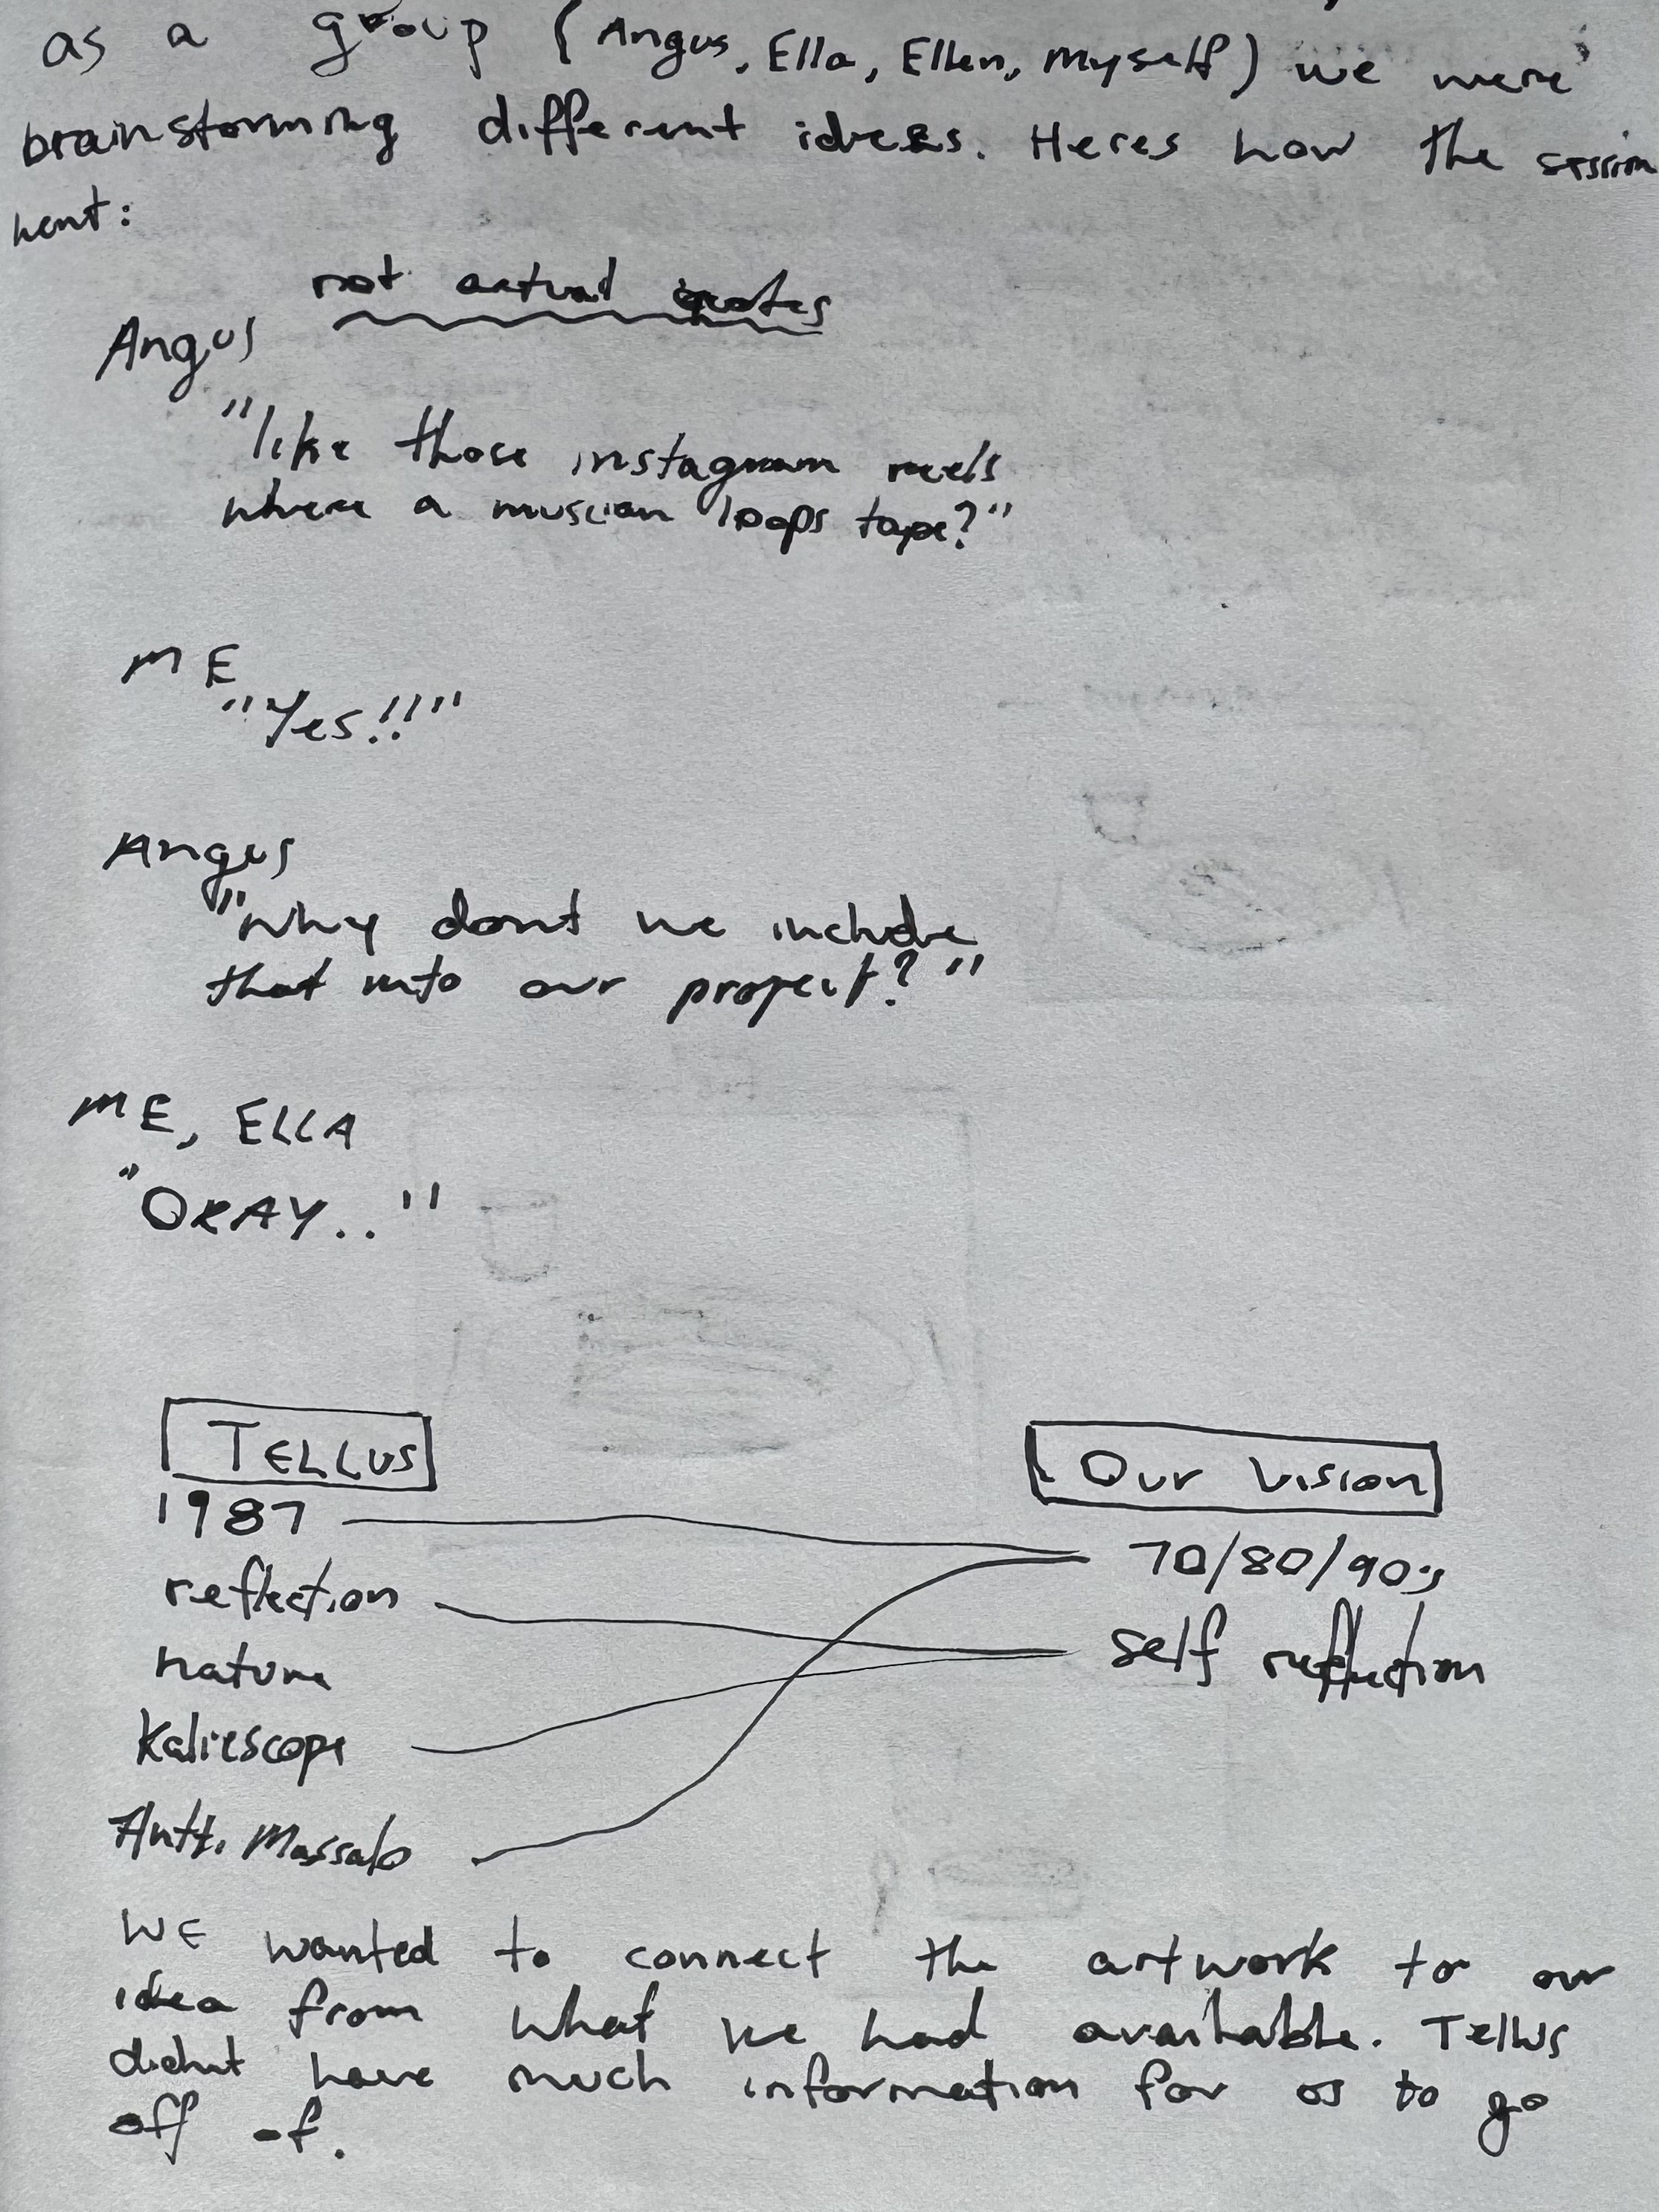 as a group (Angus, Ella, Ellen, Myself) we were
brainstorming different ideas. Heres how the session
went:
not actual quotes
Angus
"like those instagram reels
where a muscian loops tape?"
ME
"Yes!!"
Angus
"why dont we include
that into our project?"
ME, ELLA
"OKAY.."
TELLUS
1987
reflection
nature
Kaliescope
Antti Massalo
Our Vision
70/80/90s
self reflection
WE wanted to connect the artwork to our
idea from what we had available. Tellus
didnt have much information for us to go
off of.